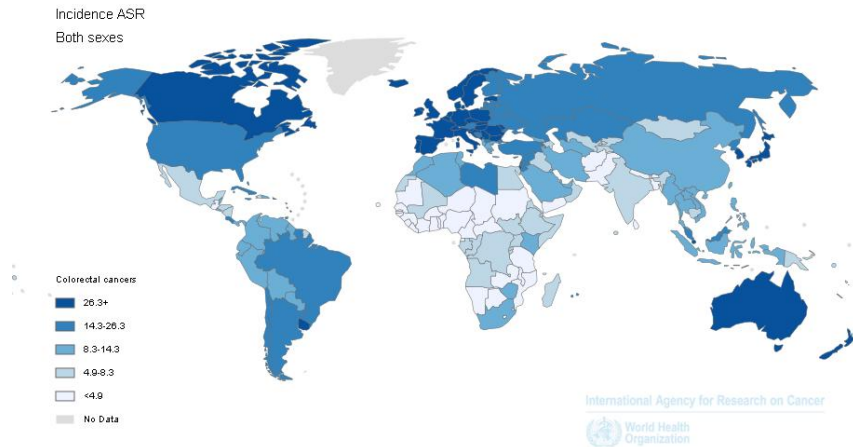 Incidence ASR
Both sexes
Colorectal cancers
26.3+
14.3-26.3
8.3-14.3
4.9-8.3
<4.9
No Data
International Agency for Research on Cancer
World Health
Organization